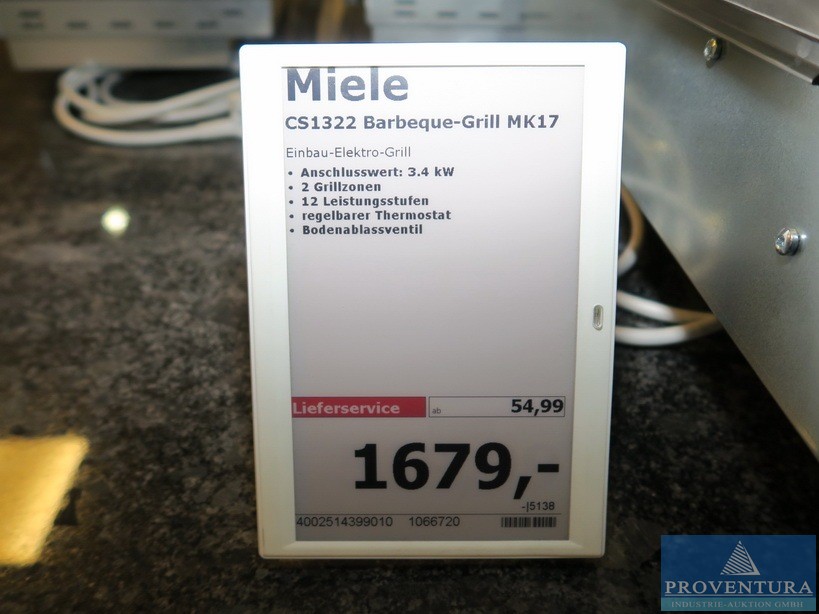 Miele
CS1322 Barbeque-Grill MK17
Einbau-Elektro-Grill
• Anschlusswert: 3.4 kW
• 2 Grillzonen
• 12 Leistungsstufen
• regelbarer Thermostat
• Bodenablassventil
Lieferservice ab 54,99
1679,-
-|5138
4002514399010 1066720
PROVENTURA
INDUSTRIE-AUKTION GMBH